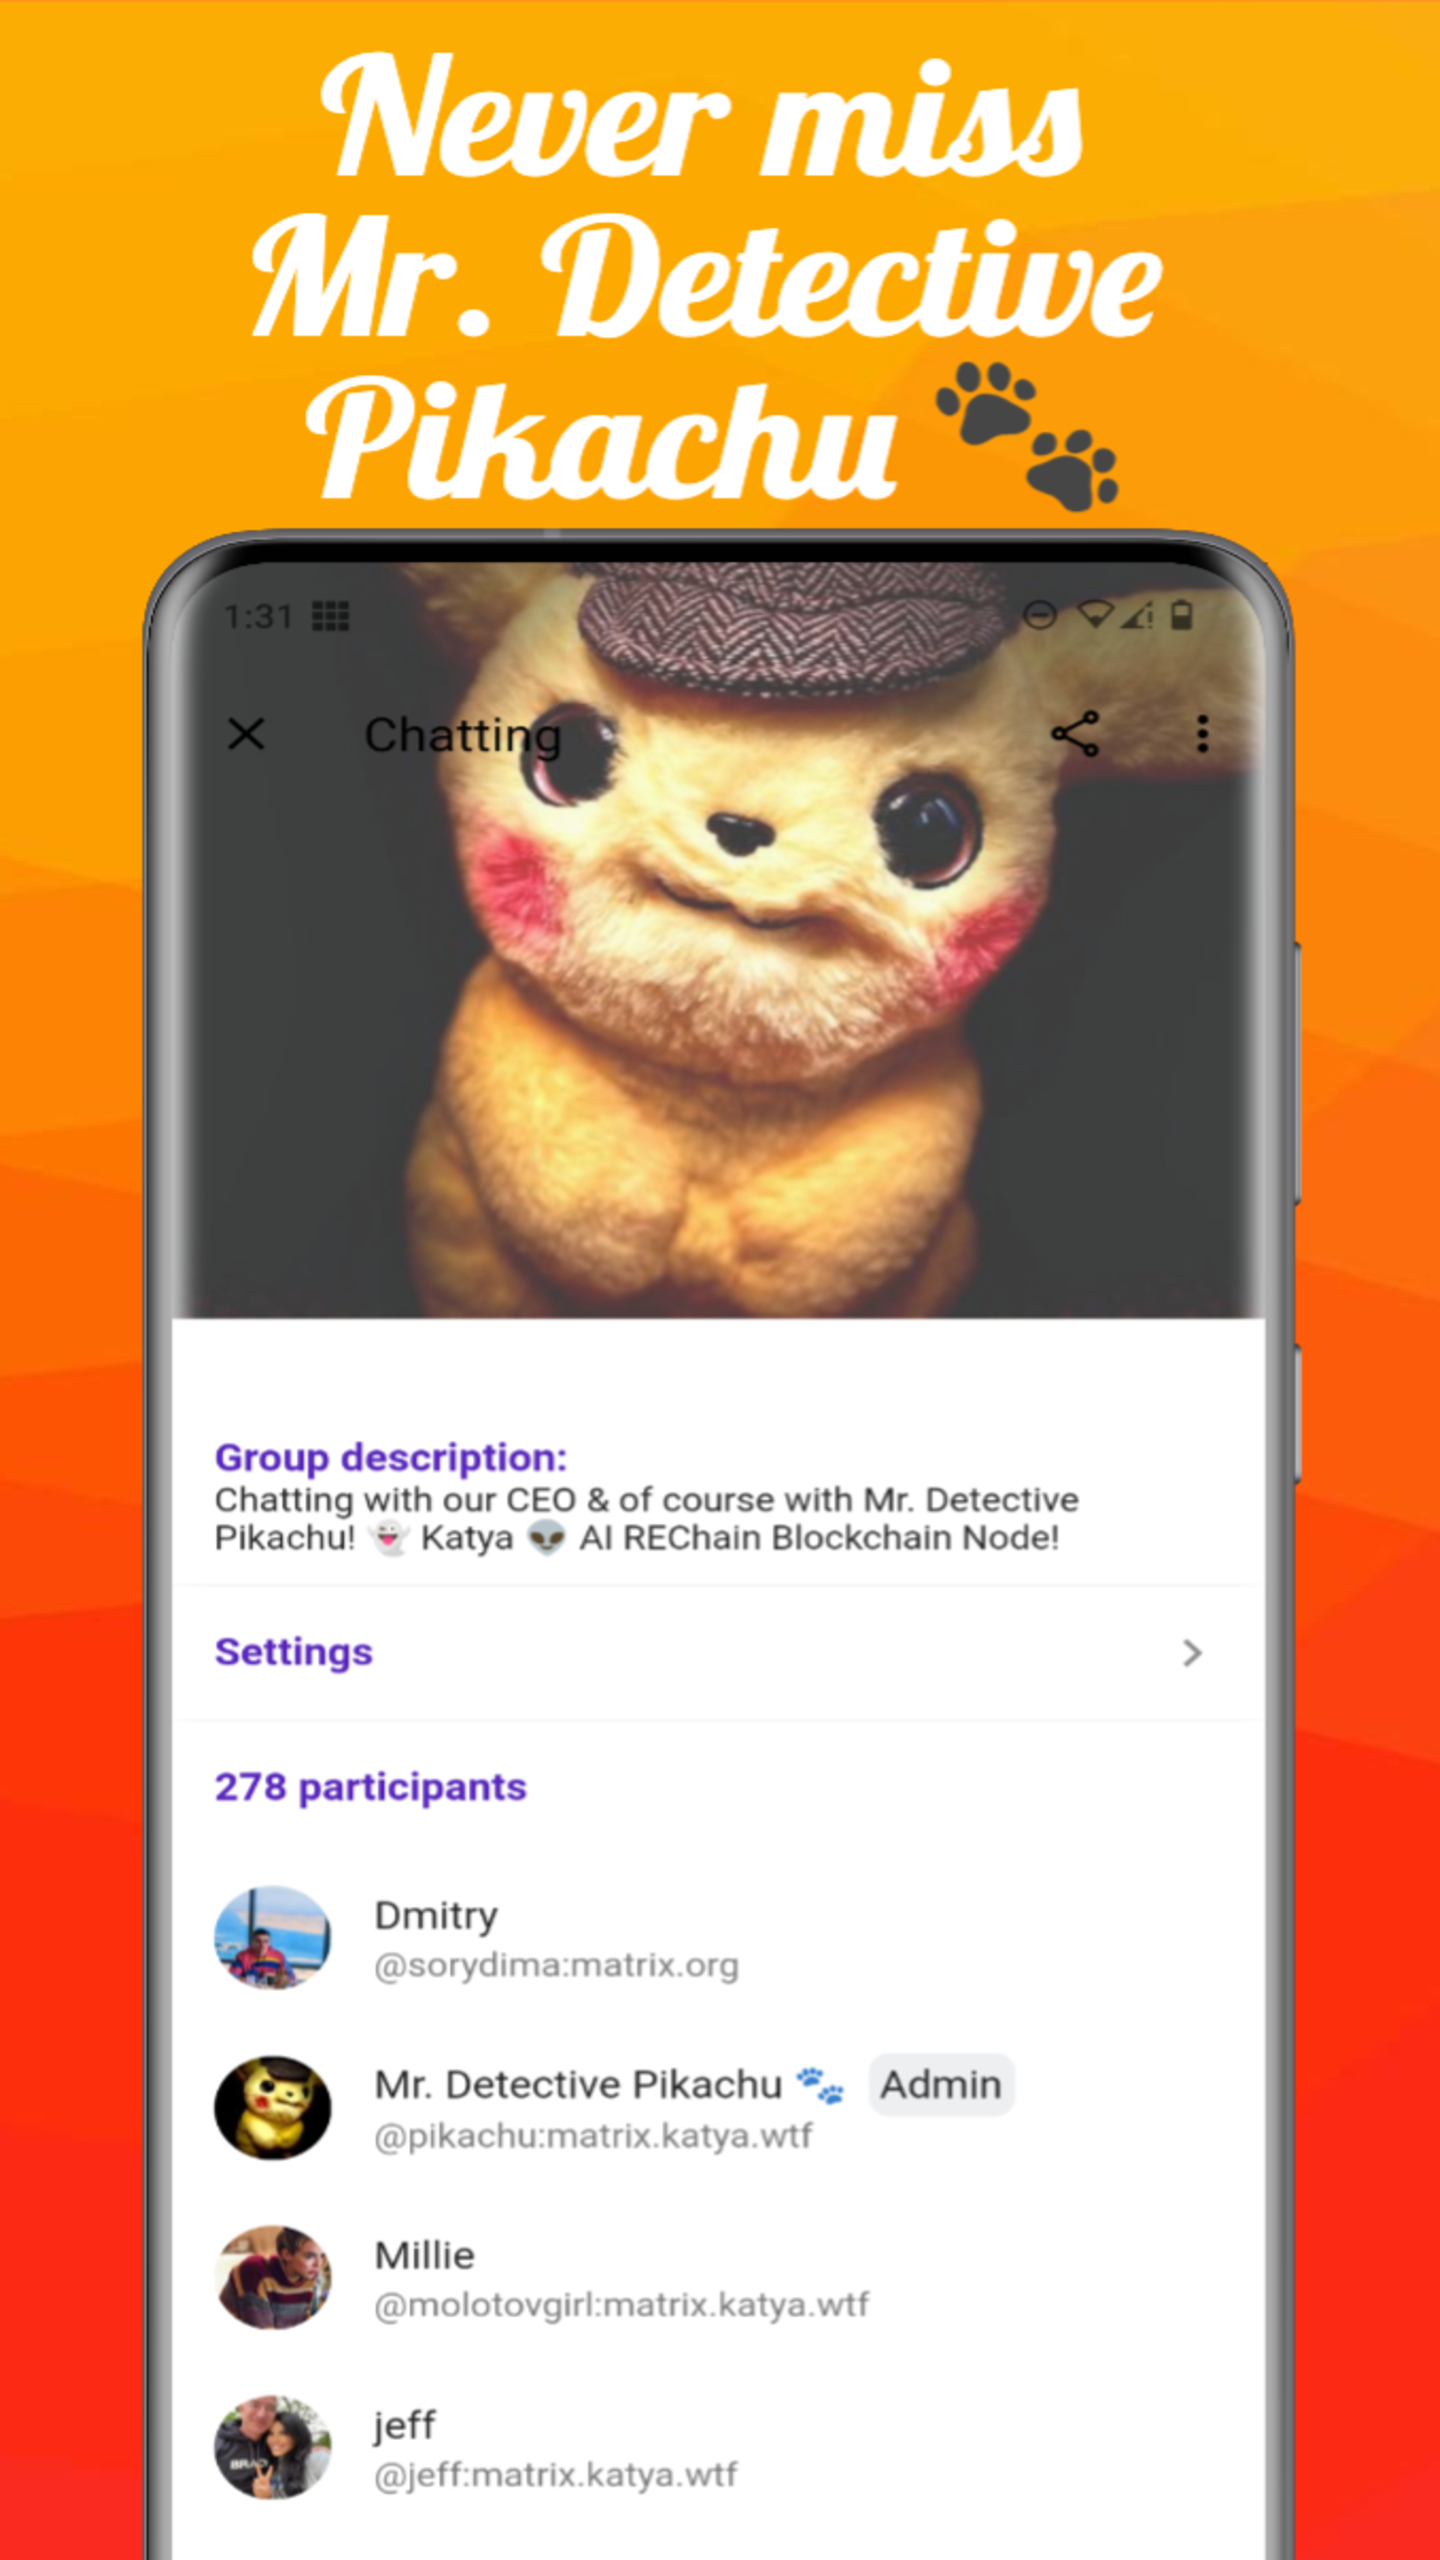 Never miss
Mr. Detective
Pikachu 🐾
1:31
Chatting
Group description:
Chatting with our CEO & of course with Mr. Detective
Pikachu! 👻 Katya 👽 AI REChain Blockchain Node!
Settings
278 participants
Dmitry
@sorydima:matrix.org
Mr. Detective Pikachu 🐾 Admin
@pikachu:matrix.katya.wtf
Millie
@molotovgirl:matrix.katya.wtf
jeff
@jeff:matrix.katya.wtf